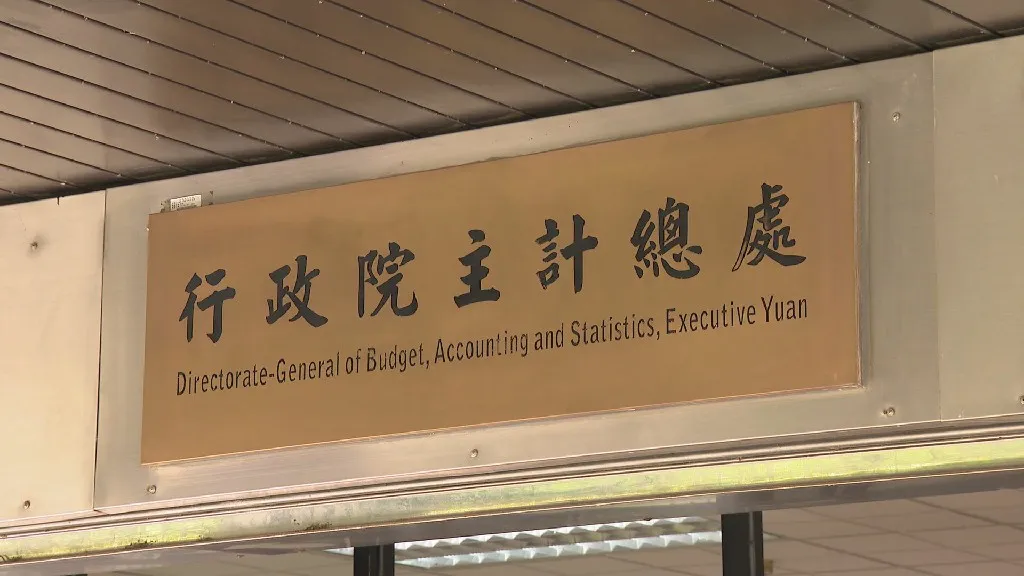 行政院主計總處
Directorate-General of Budget, Accounting and Statistics, Executive Yuan